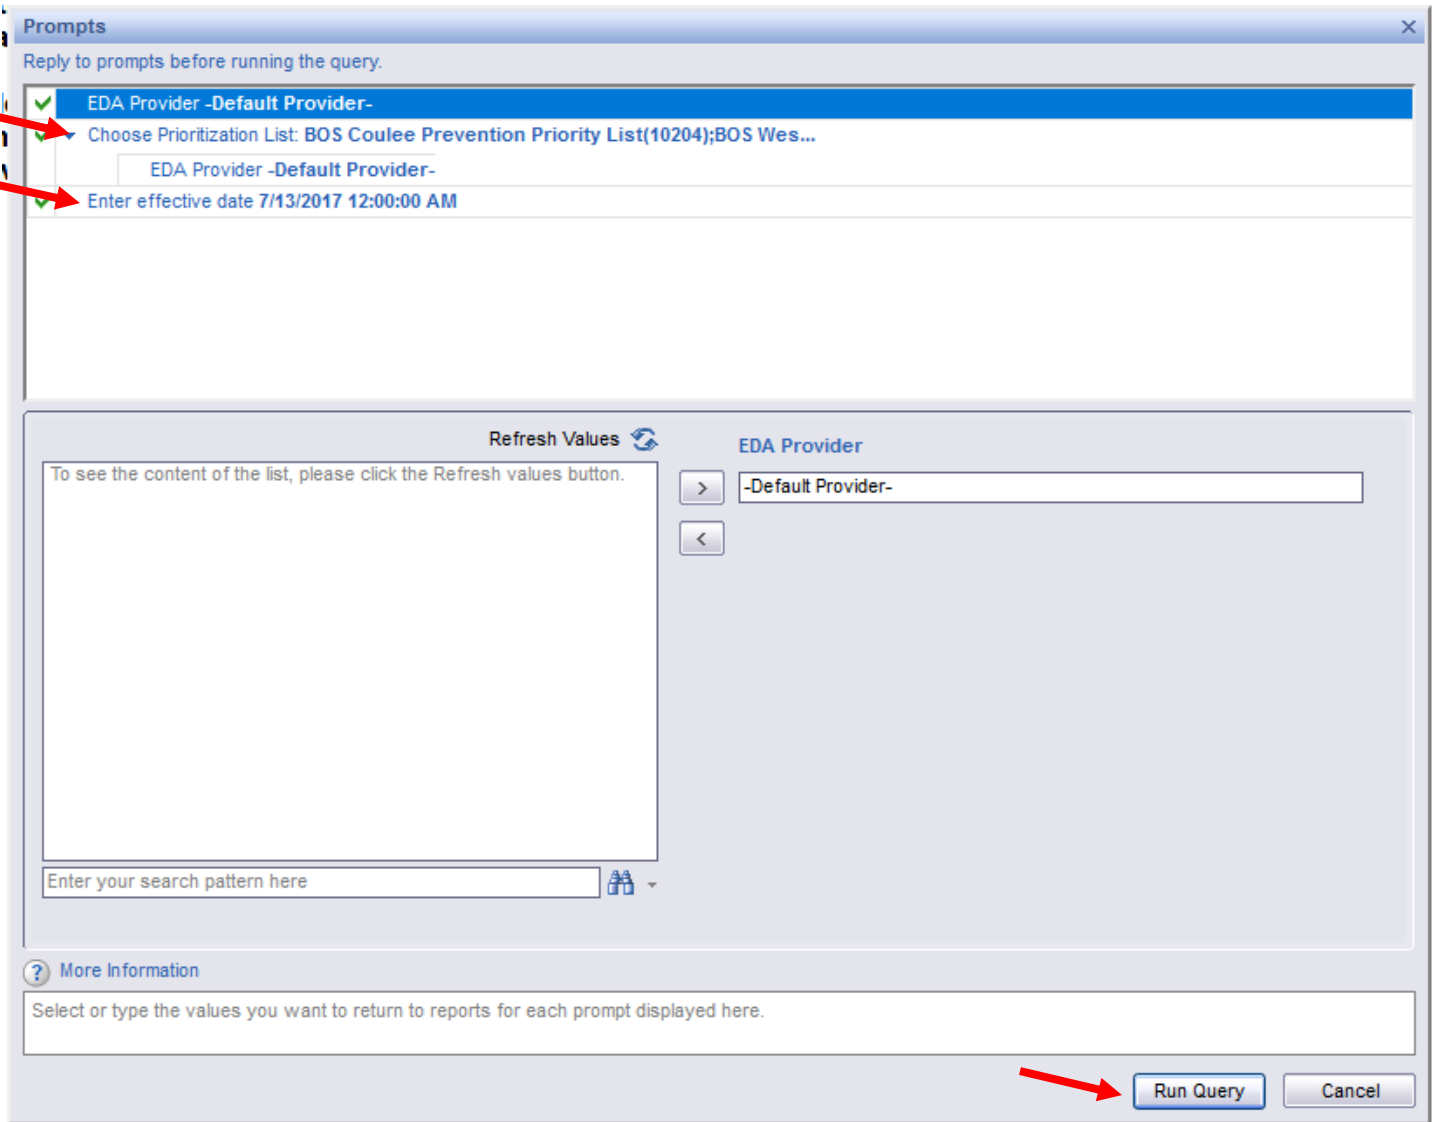 Prompts
Reply to prompts before running the query.
EDA Provider -Default Provider-
Choose Prioritization List: BOS Coulee Prevention Priority List(10204);BOS Wes...
EDA Provider -Default Provider-
Enter effective date 7/13/2017 12:00:00 AM
Refresh Values
EDA Provider
To see the content of the list, please click the Refresh values button.
>
-Default Provider-
<
Enter your search pattern here
? More Information
Select or type the values you want to return to reports for each prompt displayed here.
Run Query
Cancel